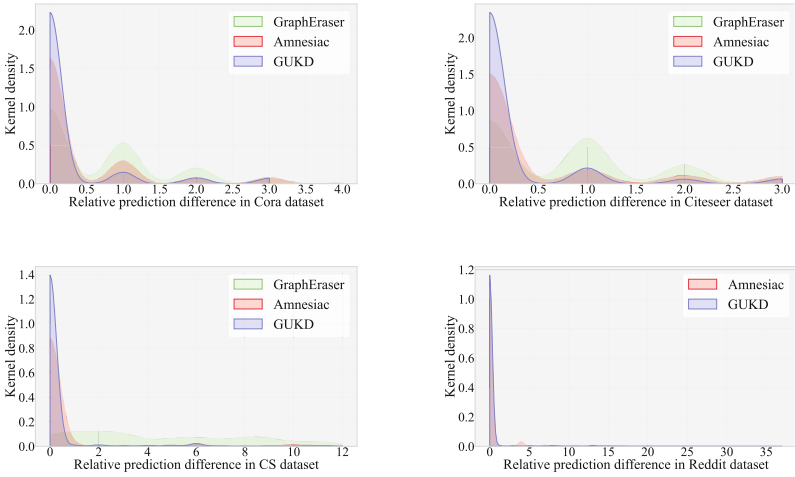 GraphEraser
Amnesiac
GUKD
Kernel density
2.0
1.5
1.0
0.5
0.0
0.0 0.5 1.0 1.5 2.0 2.5 3.0 3.5 4.0
Relative prediction difference in Cora dataset
GraphEraser
Amnesiac
GUKD
Kernel density
2.0
1.5
1.0
0.5
0.0
0.0 0.5 1.0 1.5 2.0 2.5 3.0
Relative prediction difference in Citeseer dataset
GraphEraser
Amnesiac
GUKD
Kernel density
1.4
1.2
1.0
0.8
0.6
0.4
0.2
0.0
0 2 4 6 8 10 12
Relative prediction difference in CS dataset
Amnesiac
GUKD
Kernel density
1.2
1.0
0.8
0.6
0.4
0.2
0.0
0 5 10 15 20 25 30 35
Relative prediction difference in Reddit dataset